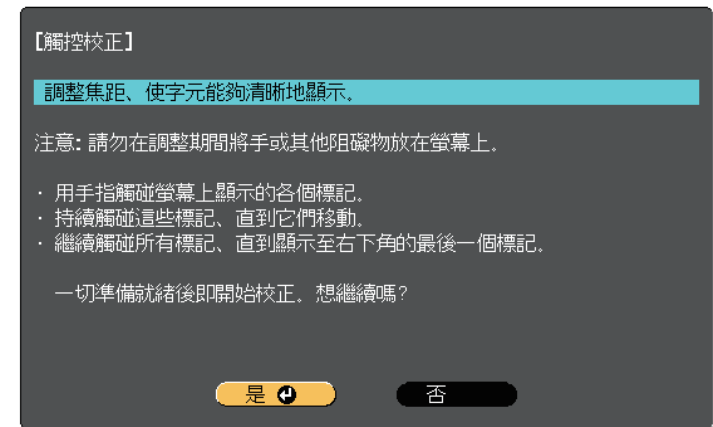 【觸控校正】
調整焦距、使字元能夠清晰地顯示.
注意: 請勿在調整期間將手或其他阻礙物放在螢幕上.
· 用手指觸碰螢幕上顯示的各個標記.
· 持續觸碰這些標記、直到它們移動.
· 繼續觸碰所有標記、直到顯示至右下角的最後一個標記.
一切準備就緒後即開始校正. 想繼續嗎?
是
否